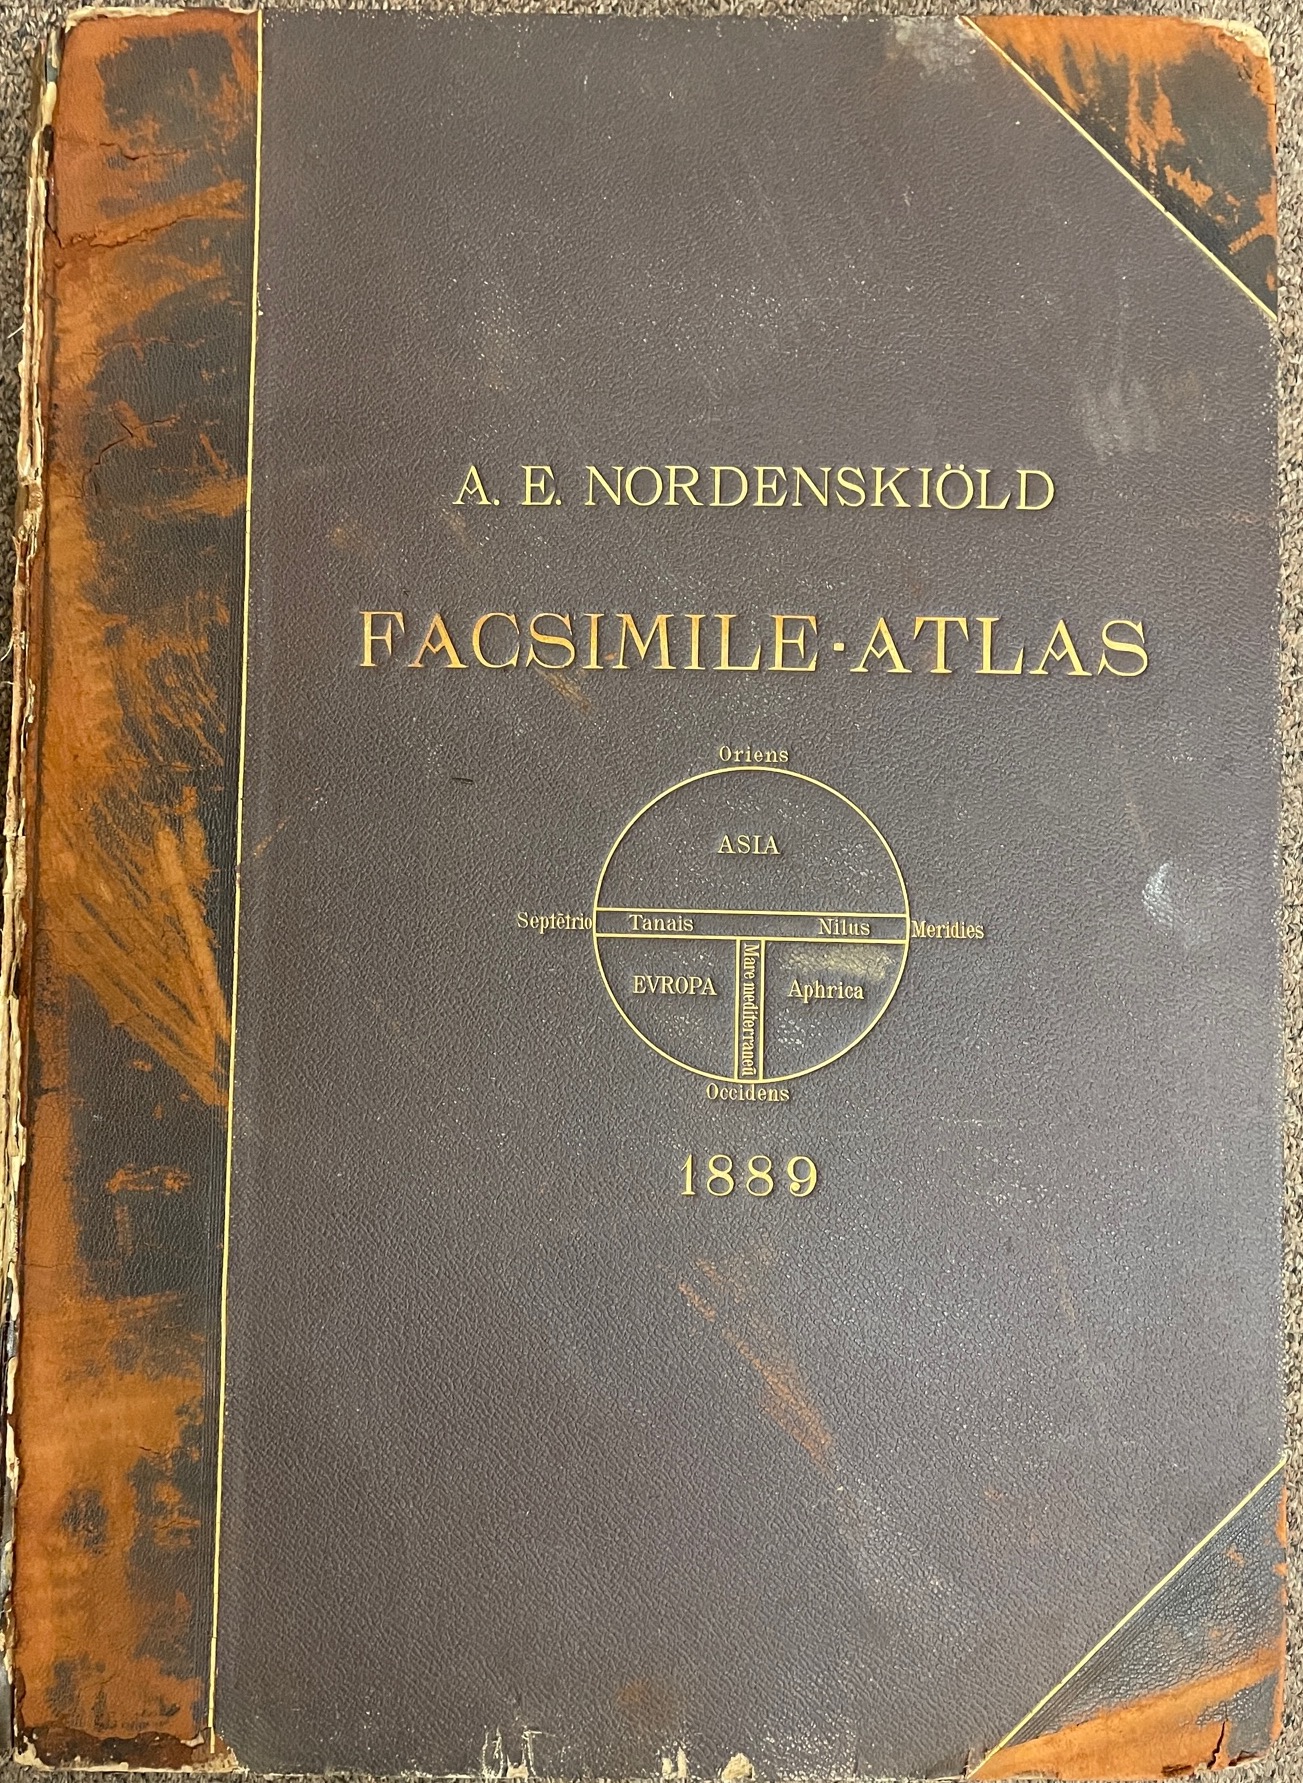 A. E. NORDENSKIÖLD
FACSIMILE-ATLAS
Oriens
ASIA
Septētrio Tanais Nilus Meridies
EVROPA Mare mediterraneū Aphrica
Occidens
1889